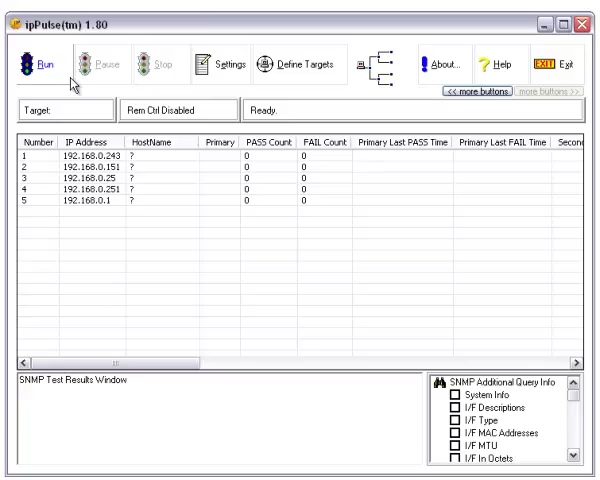 ipPulse(tm) 1.80
Run Pause Stop Settings Define Targets About... Help EXIT Exit
<< more buttons more buttons >>
Target: Rem Ctrl Disabled Ready.
Number IP Address HostName Primary PASS Count FAIL Count Primary Last PASS Time Primary Last FAIL Time Second
1 192.168.0.243 ? 0 0
2 192.168.0.151 ? 0 0
3 192.168.0.25 ? 0 0
4 192.168.0.251 ? 0 0
5 192.168.0.1 ? 0 0
SNMP Test Results Window
SNMP Additional Query Info
System Info
I/F Descriptions
I/F Type
I/F MAC Addresses
I/F MTU
I/F In Octets